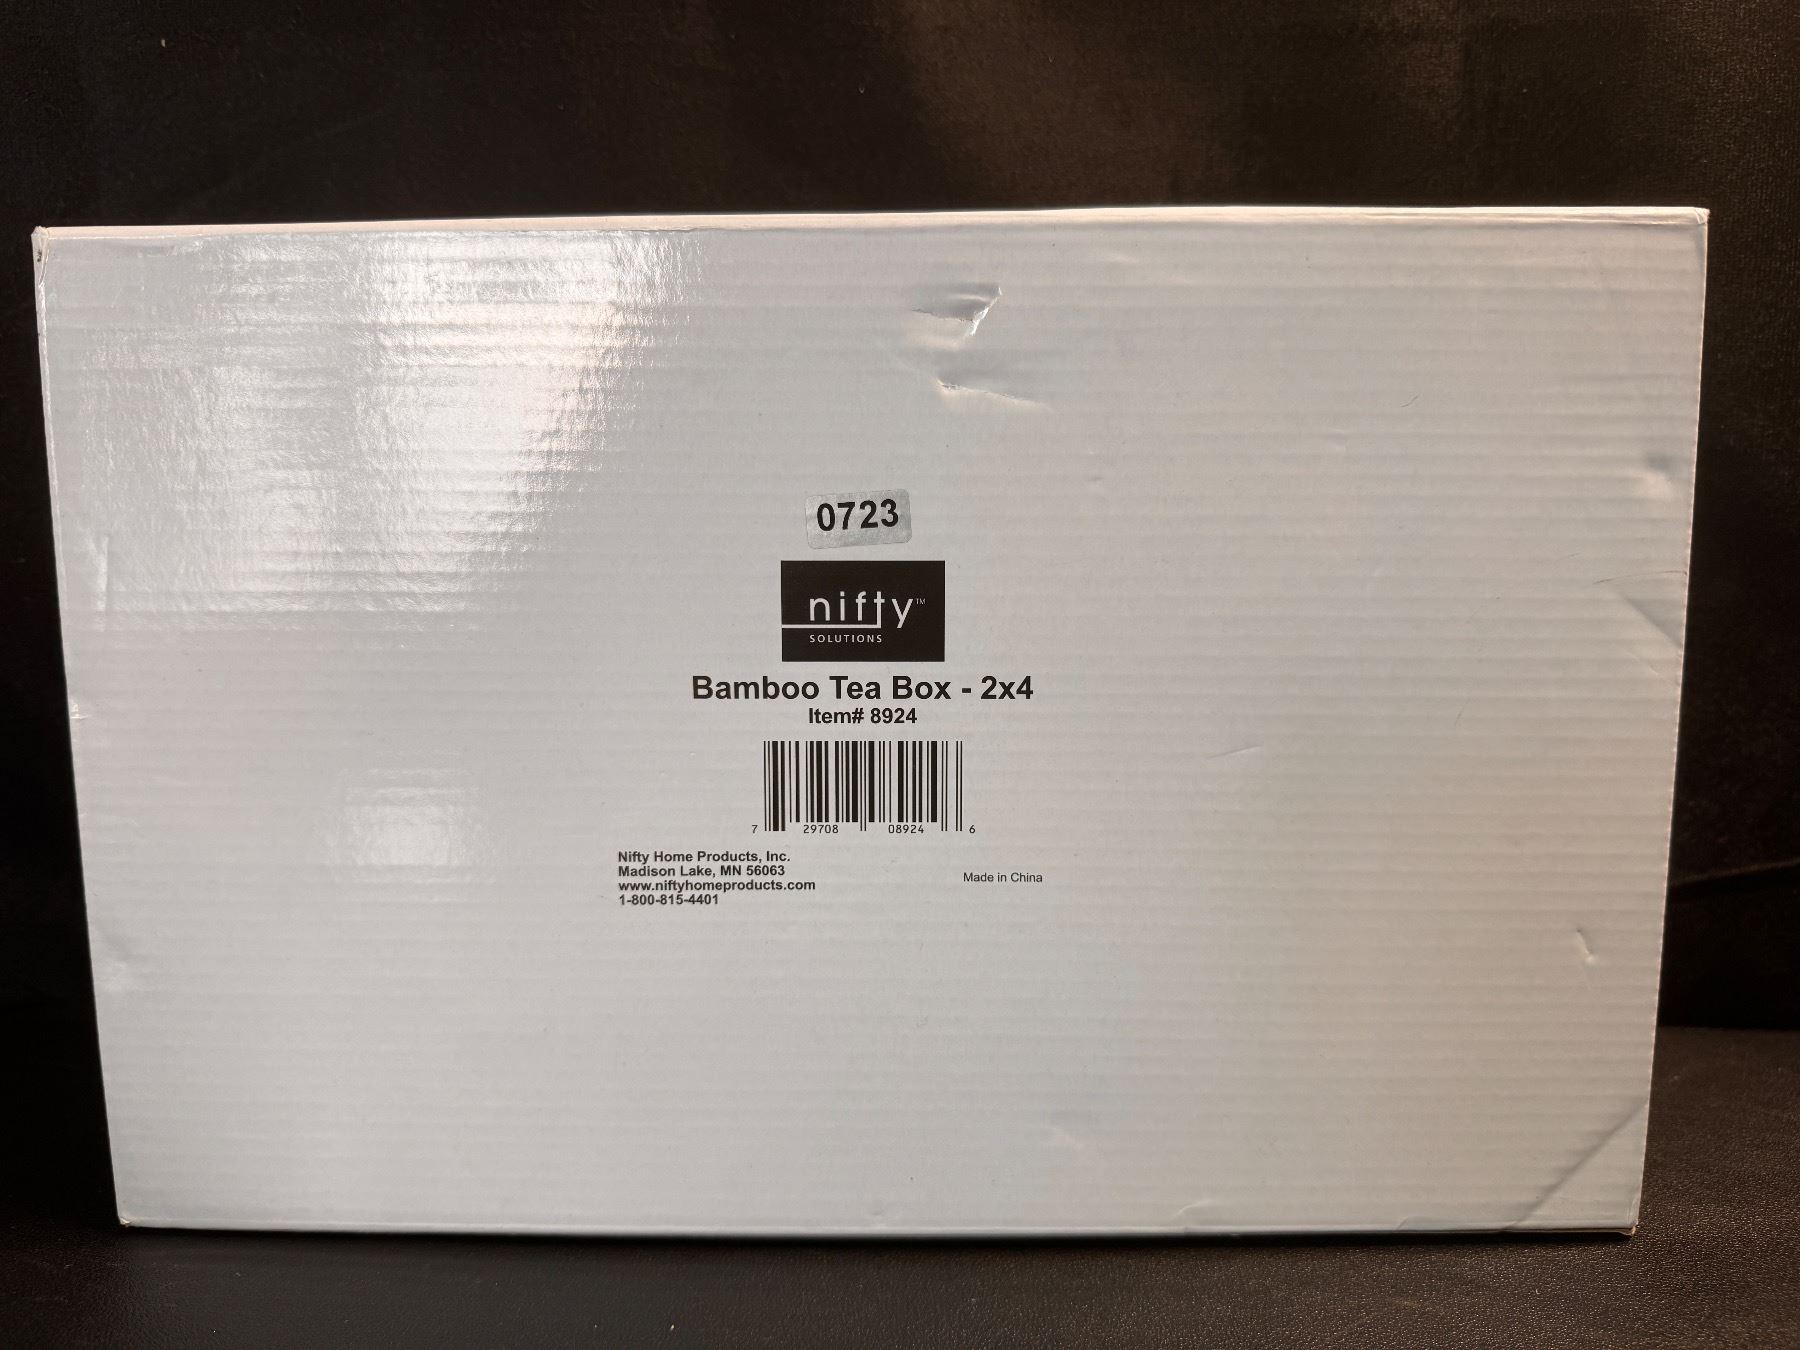 0723
nifty™
SOLUTIONS
Bamboo Tea Box - 2x4
Item# 8924
7 29708 08924 6
Nifty Home Products, Inc.
Madison Lake, MN 56063
www.niftyhomeproducts.com
1-800-815-4401
Made in China